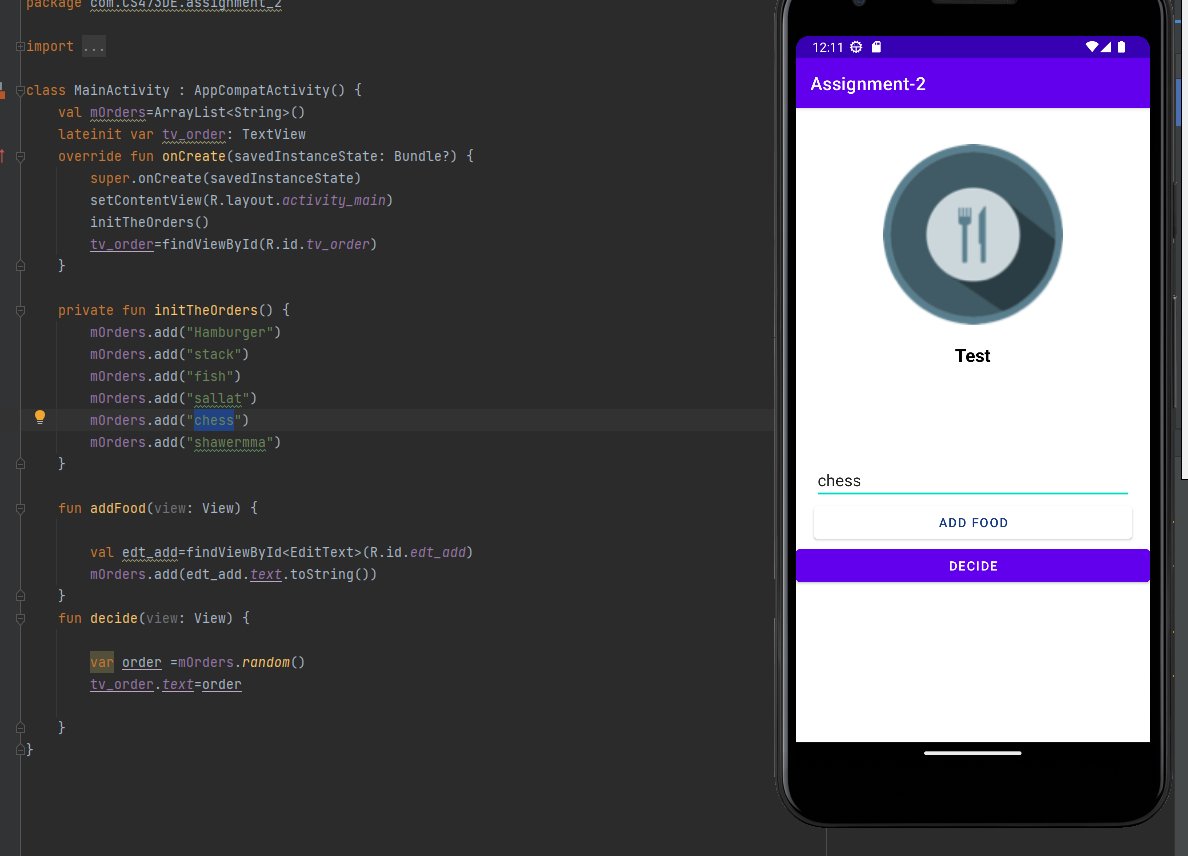 package com.CS473DE.assignment_2
import ...
class MainActivity : AppCompatActivity() {
val mOrders=ArrayList<String>()
lateinit var tv_order: TextView
override fun onCreate(savedInstanceState: Bundle?) {
super.onCreate(savedInstanceState)
setContentView(R.layout.activity_main)
initTheOrders()
tv_order=findViewById(R.id.tv_order)
}
private fun initTheOrders() {
mOrders.add("Hamburger")
mOrders.add("stack")
mOrders.add("fish")
mOrders.add("sallat")
mOrders.add("chess")
mOrders.add("shawermma")
}
fun addFood(view: View) {
val edt_add=findViewById<EditText>(R.id.edt_add)
mOrders.add(edt_add.text.toString())
}
fun decide(view: View) {
var order =mOrders.random()
tv_order.text=order
}
}
12:11
Assignment-2
Test
chess
ADD FOOD
DECIDE